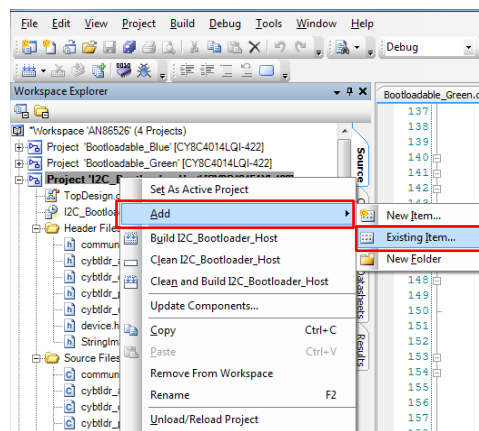 File Edit View Project Build Debug Tools Window Help
Debug
Workspace Explorer
Bootloadable_Green.c
Workspace 'AN86526' (4 Projects)
Project 'Bootloadable_Blue' [CY8C4014LQI-422]
Project 'Bootloadable_Green' [CY8C4014LQI-422]
Project 'I2C_
TopDesign.
I2C_Bootloa
Header File
commun
cybtldr_
cybtldr_
cybtldr_
cybtldr_
device.h
StringIm
Source Files
commun
cybtldr_
cybtldr_
cybtldr_
Set As Active Project
Add
Build I2C_Bootloader_Host
Clean I2C_Bootloader_Host
Clean and Build I2C_Bootloader_Host
Update Components...
Copy Ctrl+C
Paste Ctrl+V
Remove From Workspace
Rename F2
Unload/Reload Project
New Item...
Existing Item...
New Folder
Source
Datasheets
Results
137
138
139
140
141
142
148
149
150
151
152
153
154
155
156
157